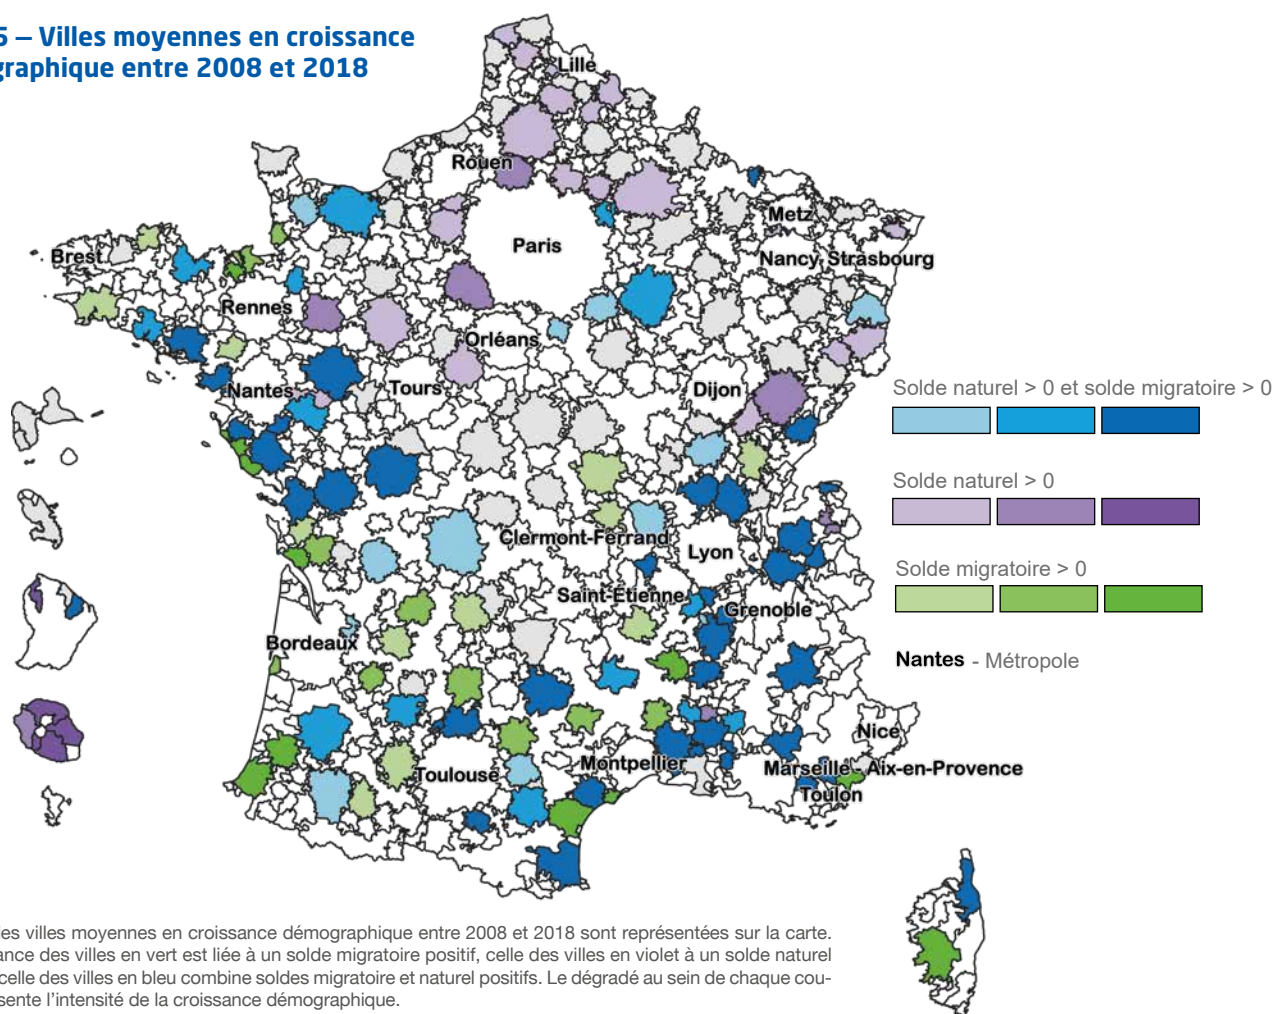 5 – Villes moyennes en croissance
graphique entre 2008 et 2018
Lille
Rouen
Metz
Paris
Brest
Nancy Strasbourg
Rennes
Orléans
Nantes
Tours
Dijon
Solde naturel > 0 et solde migratoire > 0
Solde naturel > 0
Clermont-Ferrand
Lyon
Solde migratoire > 0
Saint-Etienne
Grenoble
Bordeaux
Nantes - Métropole
Nice
Montpellier
Marseille - Aix-en-Provence
Toulouse
Toulon
les villes moyennes en croissance démographique entre 2008 et 2018 sont représentées sur la carte.
ance des villes en vert est liée à un solde migratoire positif, celle des villes en violet à un solde naturel
celle des villes en bleu combine soldes migratoire et naturel positifs. Le dégradé au sein de chaque cou-
sente l'intensité de la croissance démographique.